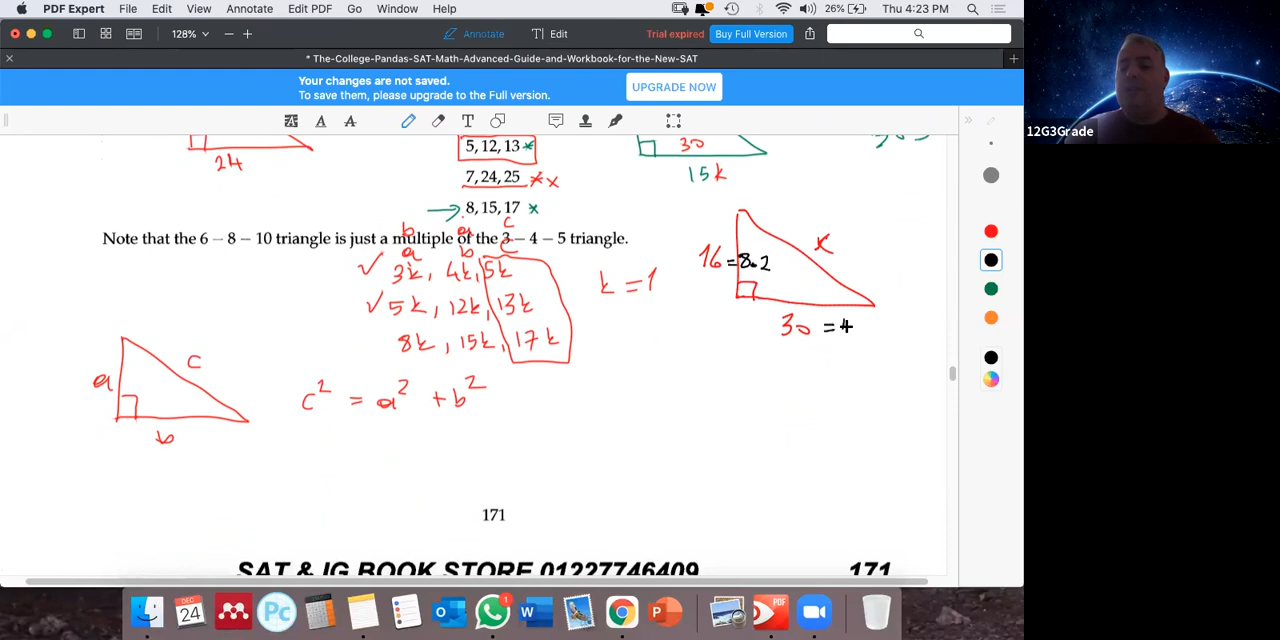 PDF Expert File Edit View Annotate Edit PDF Go Window Help 26% Thu 4:23 PM
128% Annotate Edit Trial expired Buy Full Version
* The-College-Pandas-SAT-Math-Advanced-Guide-and-Workbook-for-the-New-SAT
Your changes are not saved.
To save them, please upgrade to the Full version.
UPGRADE NOW
12G3Grade
24
5, 12, 13
30
15k
7, 24, 25
8, 15, 17
b a c
Note that the 6 – 8 – 10 triangle is just a multiple of the 3 – 4 – 5 triangle.
a b c
3k, 4k, 5k
5k, 12k, 13k
8k, 15k, 17k
k = 1
16 = 8.2
x
30 =
a
c
b
c² = a² + b²
171
SAT & IG BOOK STORE 01227746409 171
DEC
24
Pc
1
W
P
PDF